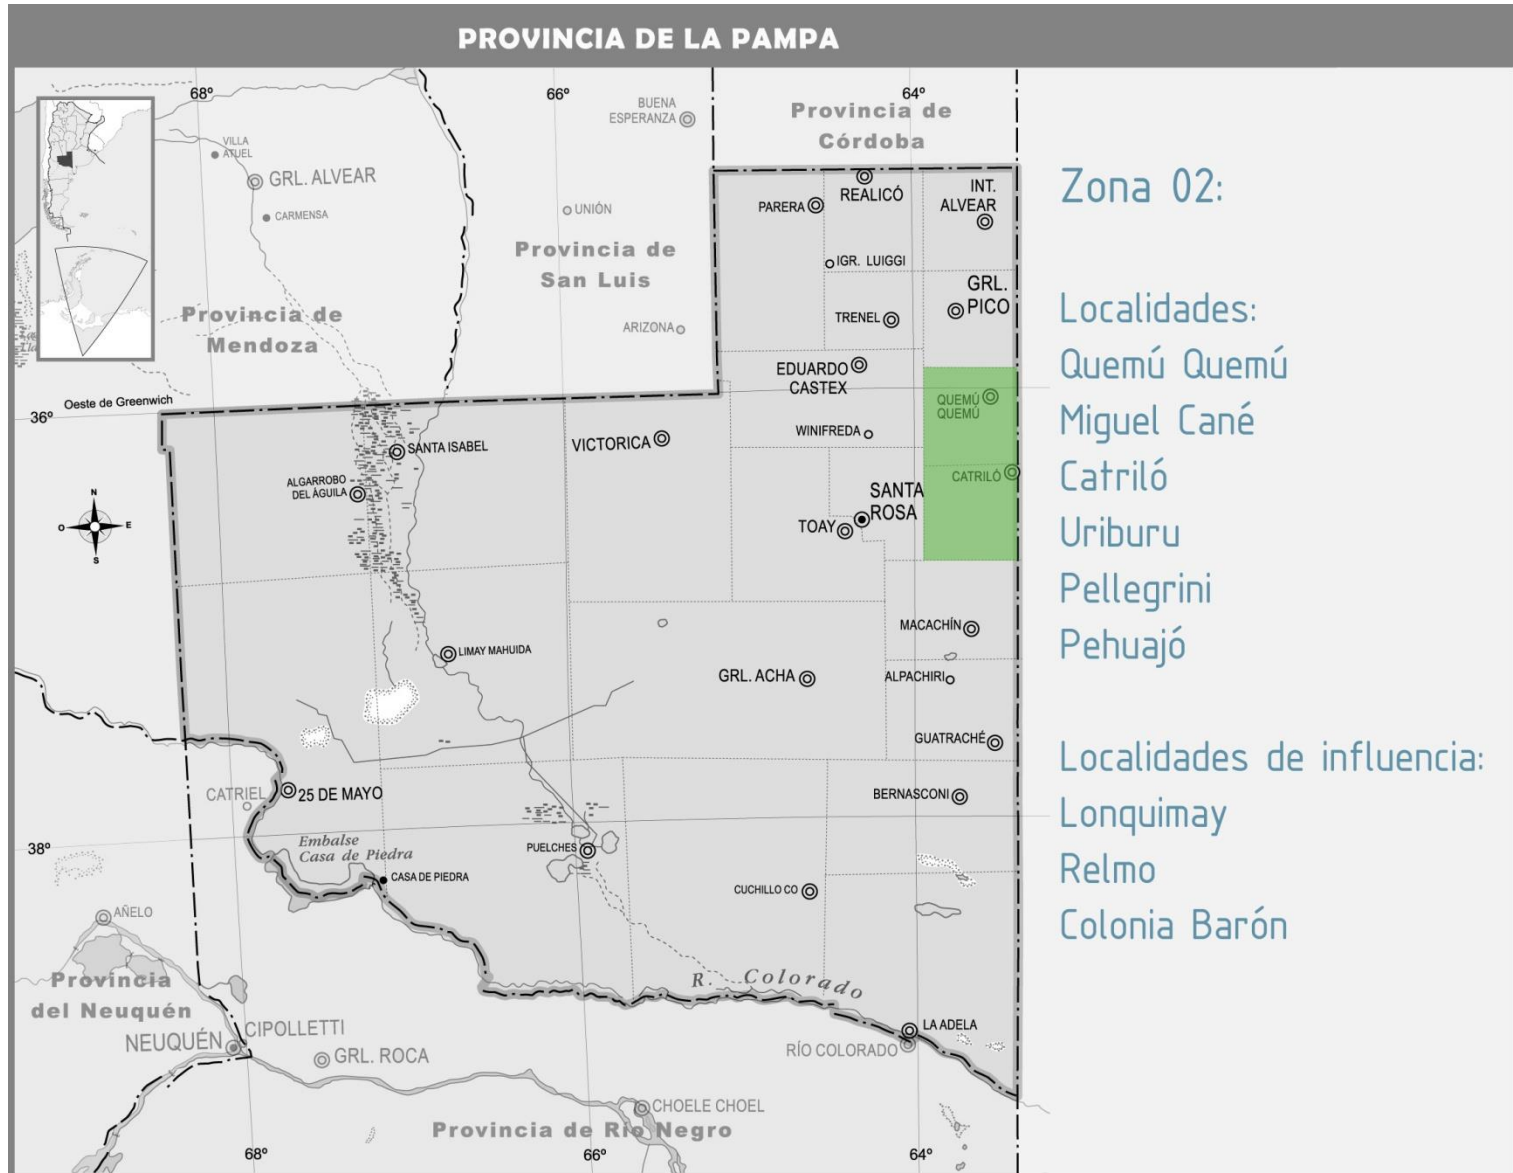 PROVINCIA DE LA PAMPA
68º
66º
64º
BUENA
ESPERANZA
Provincia de
Córdoba
VILLA
ATUEL
GRL. ALVEAR
CARMENSA
UNIÓN
Provincia de
San Luis
Provincia de
Mendoza
ARIZONA
REALICÓ
PARERA
INT.
ALVEAR
IGR. LUIGGI
GRL.
PICO
TRENEL
EDUARDO
CASTEX
QUEMÚ
QUEMÚ
36º
Oeste de Greenwich
WINIFREDA
VICTORICA
SANTA ISABEL
ALGARROBO
DEL ÀGUILA
CATRILÓ
SANTA
ROSA
TOAY
N
O
E
S
MACACHÍN
LIMAY MAHUIDA
GRL. ACHA
ALPACHIRI
GUATRACHÉ
CATRIEL
25 DE MAYO
BERNASCONI
38º
Embalse
Casa de Piedra
PUELCHES
CASA DE PIEDRA
CUCHILLO CO
AÑELO
Provincia
del Neuquén
R. Colorado
NEUQUÉN
CIPOLLETTI
GRL. ROCA
LA ADELA
RÍO COLORADO
CHOELE CHOEL
Provincia de Río Negro
68º
66º
64º
Zona 02:
Localidades:
Quemú Quemú
Miguel Cané
Catriló
Uriburu
Pellegrini
Pehuajó
Localidades de influencia:
Lonquimay
Relmo
Colonia Barón